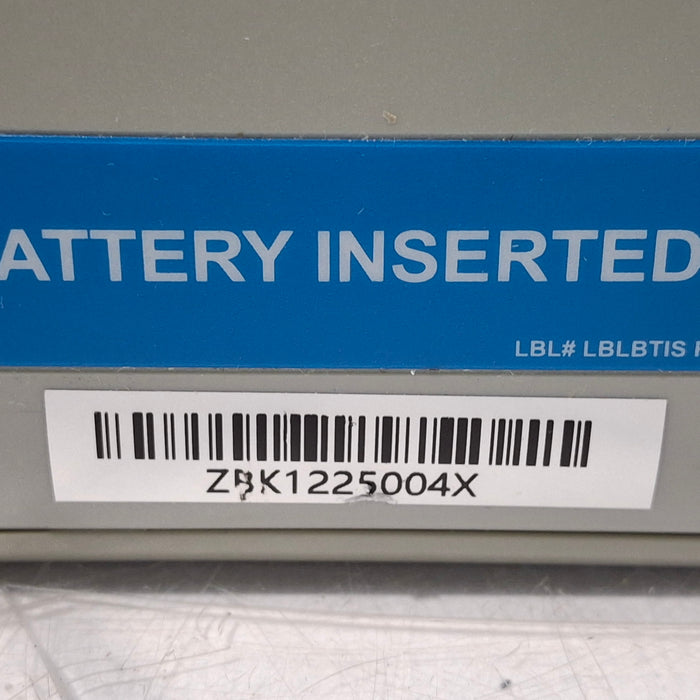 ATTERY INSERTED
LBL# LBLBTIS
ZBK1225004X